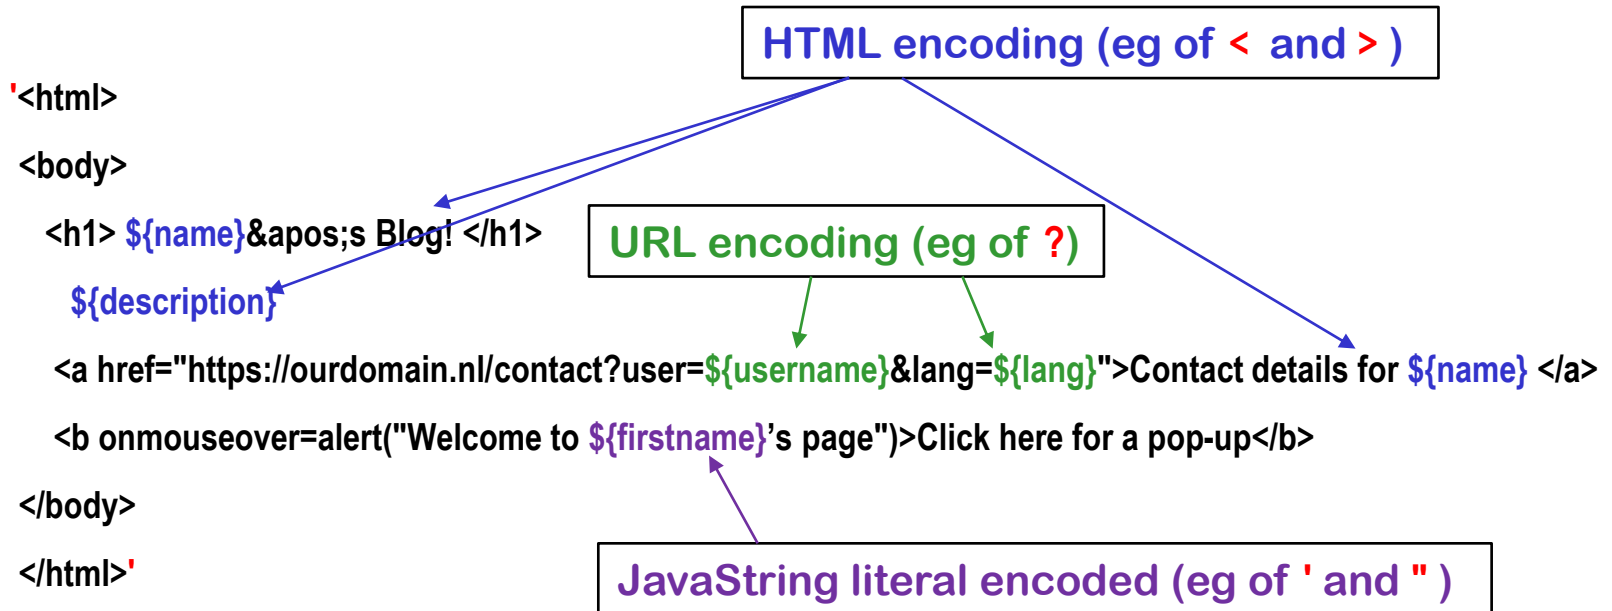 HTML encoding (eg of < and > )
'<html>
<body>
<h1> ${name}&apos;s Blog! </h1>
URL encoding (eg of ?)
${description}
<a href="https://ourdomain.nl/contact?user=${username}&lang=${lang}">Contact details for ${name} </a>
<b onmouseover=alert("Welcome to ${firstname}’s page")>Click here for a pop-up</b>
</body>
</html>'
JavaString literal encoded (eg of ' and " )